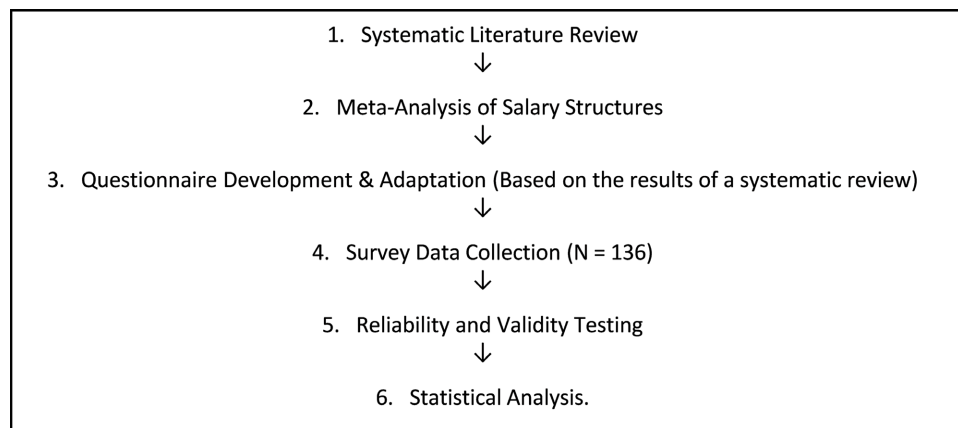 1. Systematic Literature Review
↓
2. Meta-Analysis of Salary Structures
↓
3. Questionnaire Development & Adaptation (Based on the results of a systematic review)
↓
4. Survey Data Collection (N = 136)
↓
5. Reliability and Validity Testing
↓
6. Statistical Analysis.